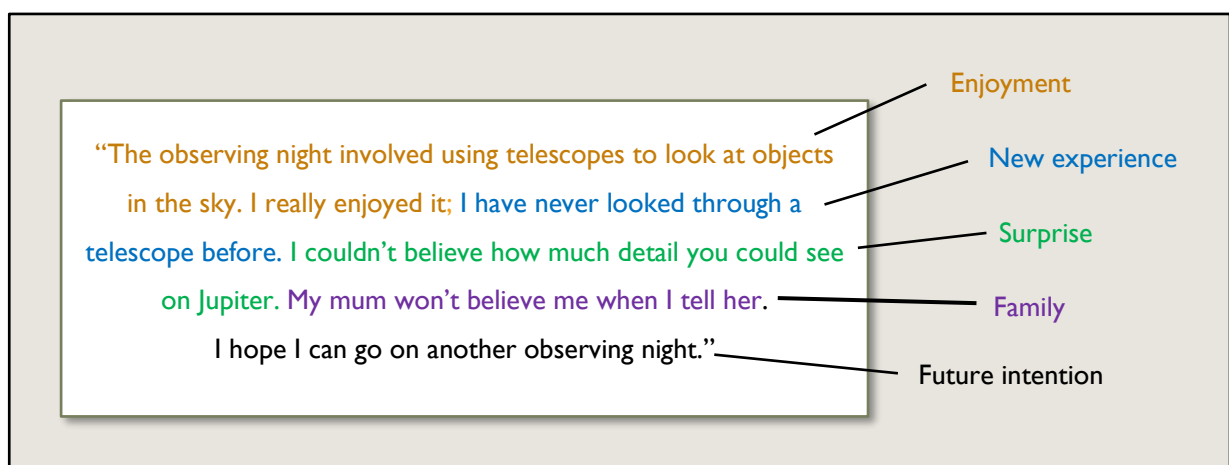 Enjoyment
“The observing night involved using telescopes to look at objects
in the sky. I really enjoyed it; I have never looked through a
telescope before. I couldn’t believe how much detail you could see
on Jupiter. My mum won’t believe me when I tell her.
I hope I can go on another observing night.”
New experience
Surprise
Family
Future intention